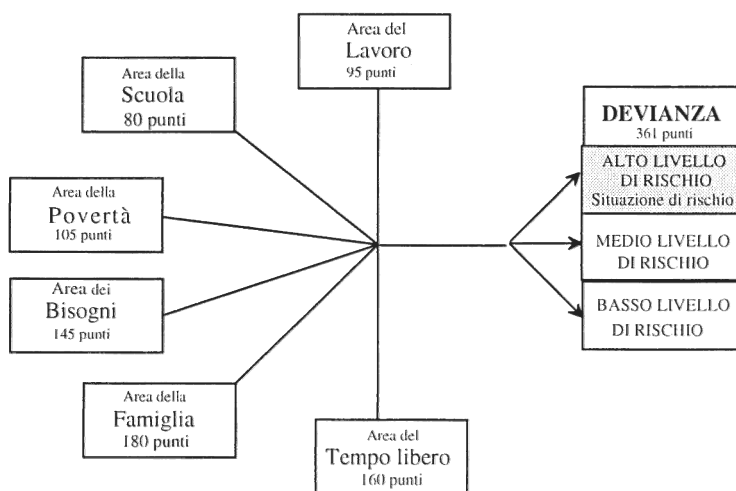 Area del
Lavoro
95 punti
Area della
Scuola
80 punti
Area della
Povertà
105 punti
Area dei
Bisogni
145 punti
Area della
Famiglia
180 punti
Area del
Tempo libero
160 punti
DEVIANZA
361 punti
ALTO LIVELLO
DI RISCHIO
Situazione di rischio
MEDIO LIVELLO
DI RISCHIO
BASSO LIVELLO
DI RISCHIO